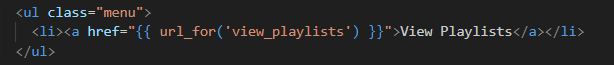 <ul class="menu">
<li><a href="{{ url_for('view_playlists') }}">View Playlists</a></li>
</ul>